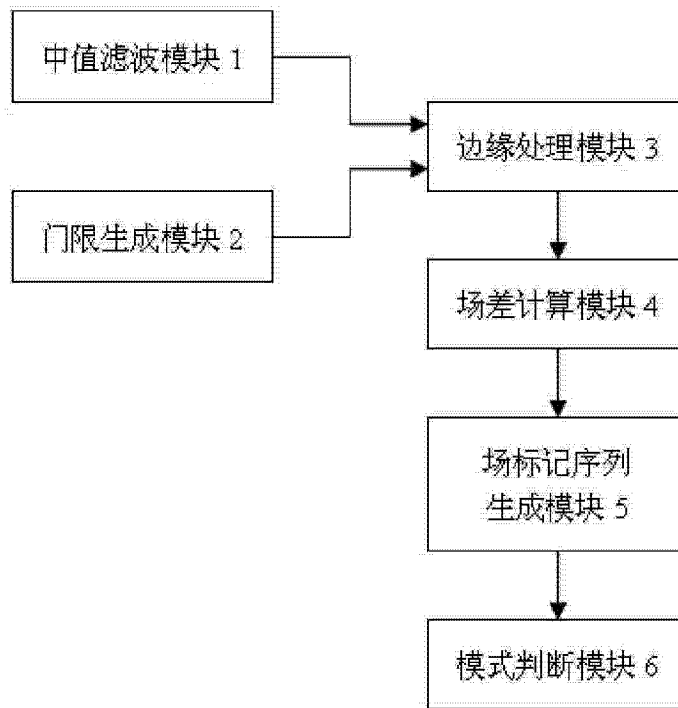 中值滤波模块 1
边缘处理模块 3
门限生成模块 2
场差计算模块 4
场标记序列
生成模块 5
模式判断模块 6